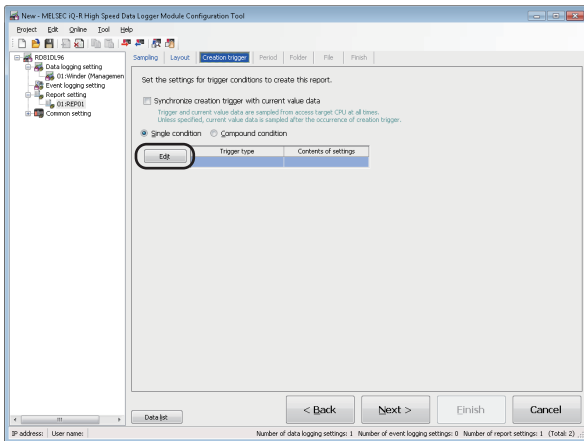 New - MELSEC iQ-R High Speed Data Logger Module Configuration Tool
Project Edit Online Tool Help
RD81DL96
Data logging setting
01:Winder (Managemen
Event logging setting
Report setting
01:REP01
Common setting
Sampling Layout Creation trigger Period Folder File Finish
Set the settings for trigger conditions to create this report.
Synchronize creation trigger with current value data
Trigger and current value data are sampled from access target CPU at all times.
Unless specified, current value data is sampled after the occurrence of creation trigger.
Single condition Compound condition
Edit Trigger type Contents of settings
Data list < Back Next > Finish Cancel
IP address: User name: Number of data logging settings: 1 Number of event logging settings: 0 Number of report settings: 1 (Total: 2)